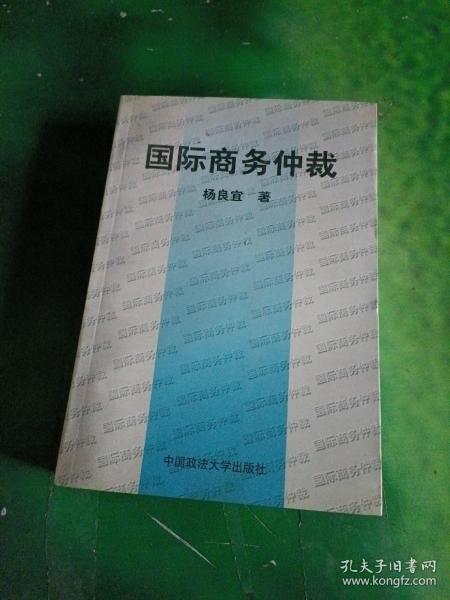 国际商务仲裁
杨良宜 著
中国政法大学出版社
孔夫子旧书网
www.kongfz.com